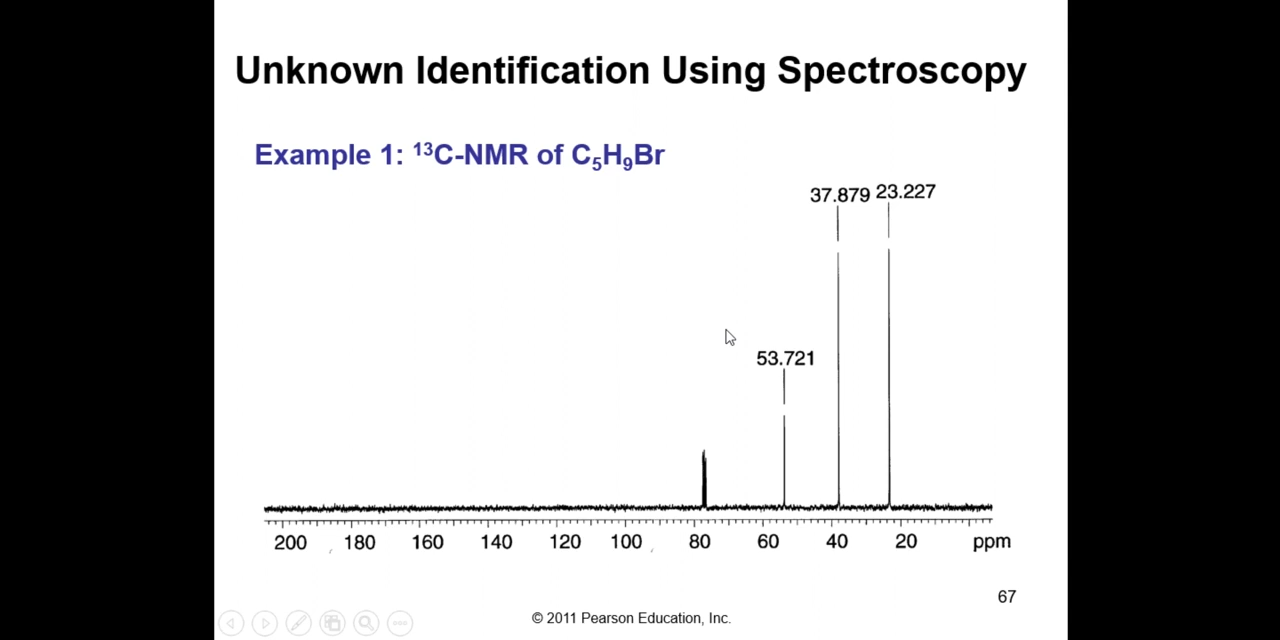 Unknown Identification Using Spectroscopy
Example 1: ¹³C-NMR of C₅H₉Br
37.879 23.227
53.721
200 180 160 140 120 100 80 60 40 20 ppm
67
© 2011 Pearson Education, Inc.